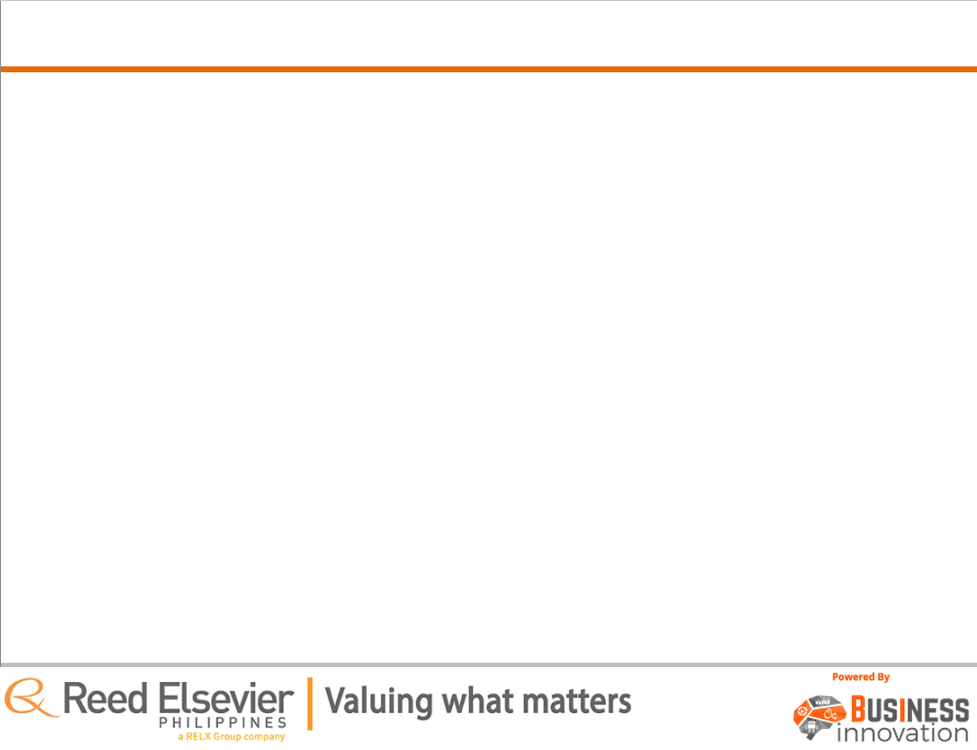 Reed Elsevier
PHILIPPINES
a RELX Group company
Valuing what matters
Powered By
BUSINESS
innovation